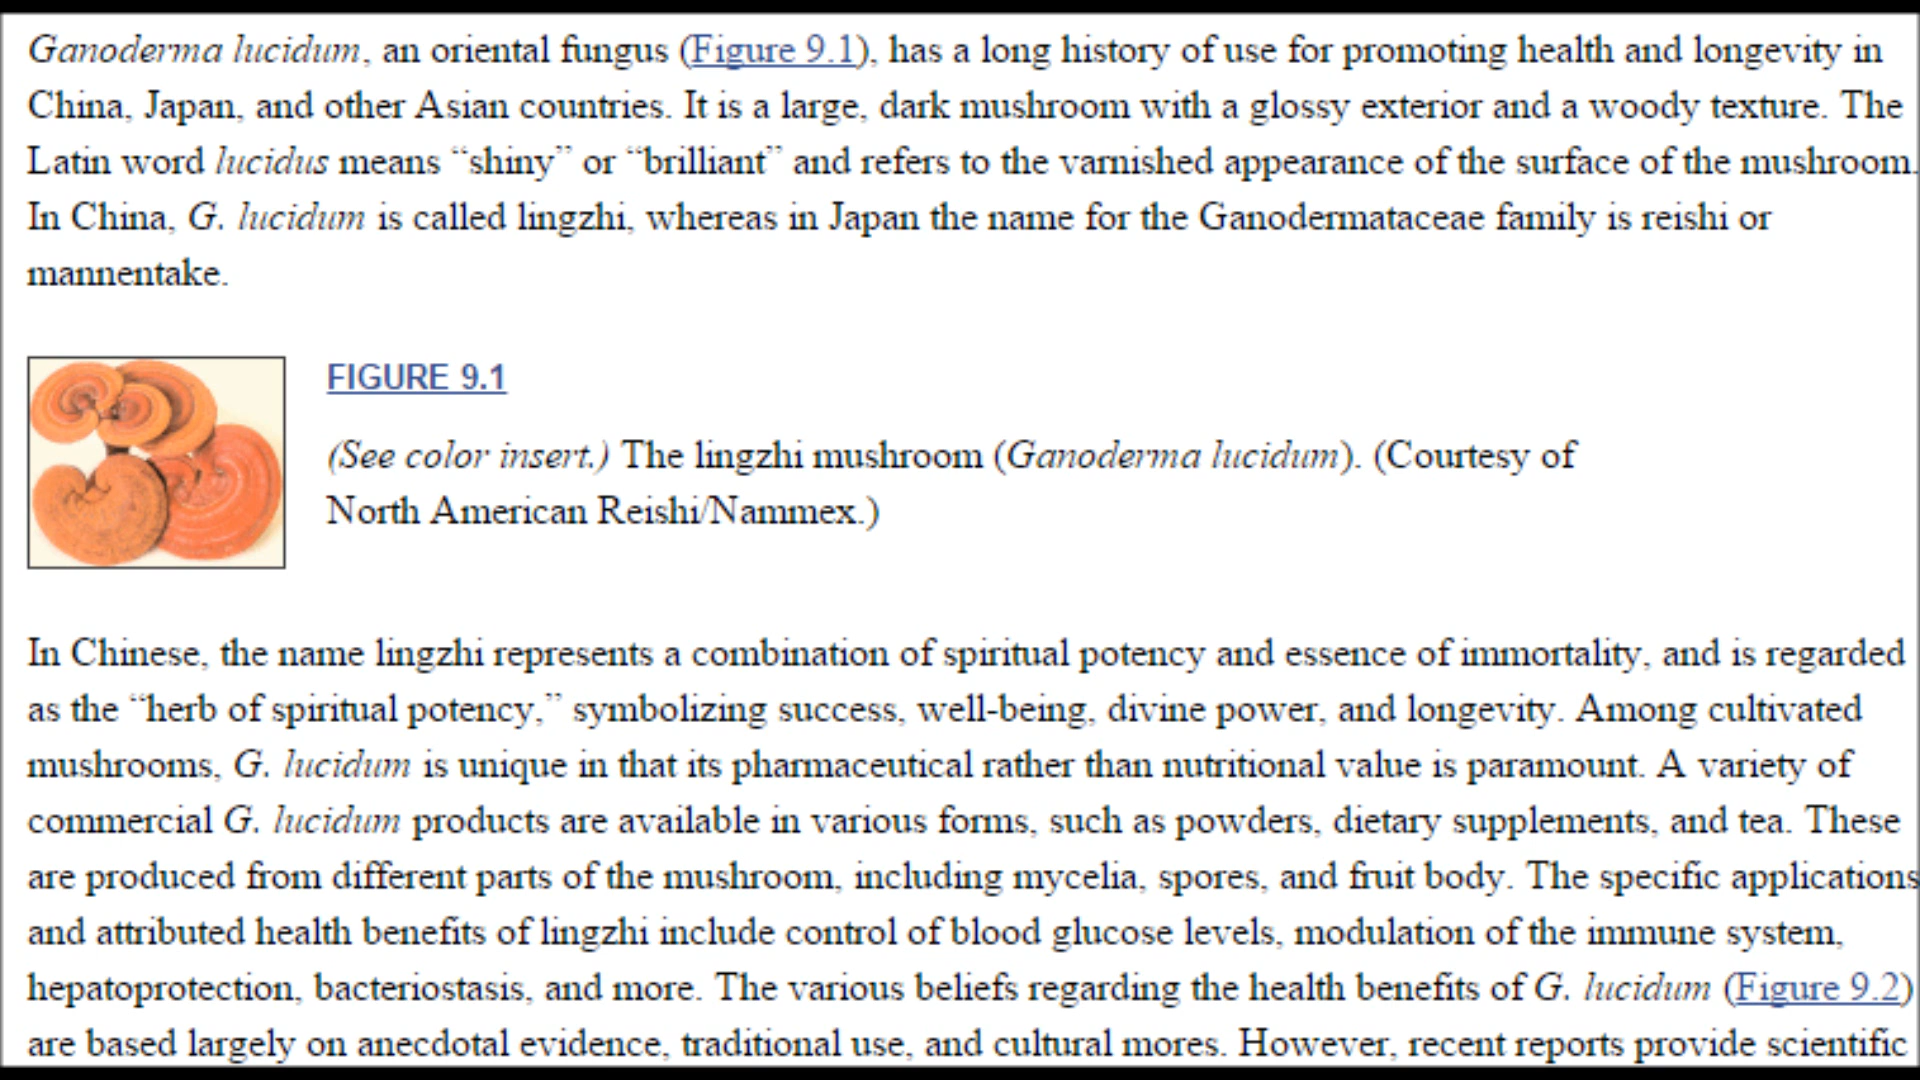 Ganoderma lucidum, an oriental fungus (Figure 9.1), has a long history of use for promoting health and longevity in
China, Japan, and other Asian countries. It is a large, dark mushroom with a glossy exterior and a woody texture. The
Latin word lucidus means “shiny” or “brilliant” and refers to the varnished appearance of the surface of the mushroom.
In China, G. lucidum is called lingzhi, whereas in Japan the name for the Ganodermataceae family is reishi or
mannentake.
FIGURE 9.1
(See color insert.) The lingzhi mushroom (Ganoderma lucidum). (Courtesy of
North American Reishi/Nammex.)
In Chinese, the name lingzhi represents a combination of spiritual potency and essence of immortality, and is regarded
as the “herb of spiritual potency,” symbolizing success, well-being, divine power, and longevity. Among cultivated
mushrooms, G. lucidum is unique in that its pharmaceutical rather than nutritional value is paramount. A variety of
commercial G. lucidum products are available in various forms, such as powders, dietary supplements, and tea. These
are produced from different parts of the mushroom, including mycelia, spores, and fruit body. The specific applications
and attributed health benefits of lingzhi include control of blood glucose levels, modulation of the immune system,
hepatoprotection, bacteriostasis, and more. The various beliefs regarding the health benefits of G. lucidum (Figure 9.2)
are based largely on anecdotal evidence, traditional use, and cultural mores. However, recent reports provide scientific